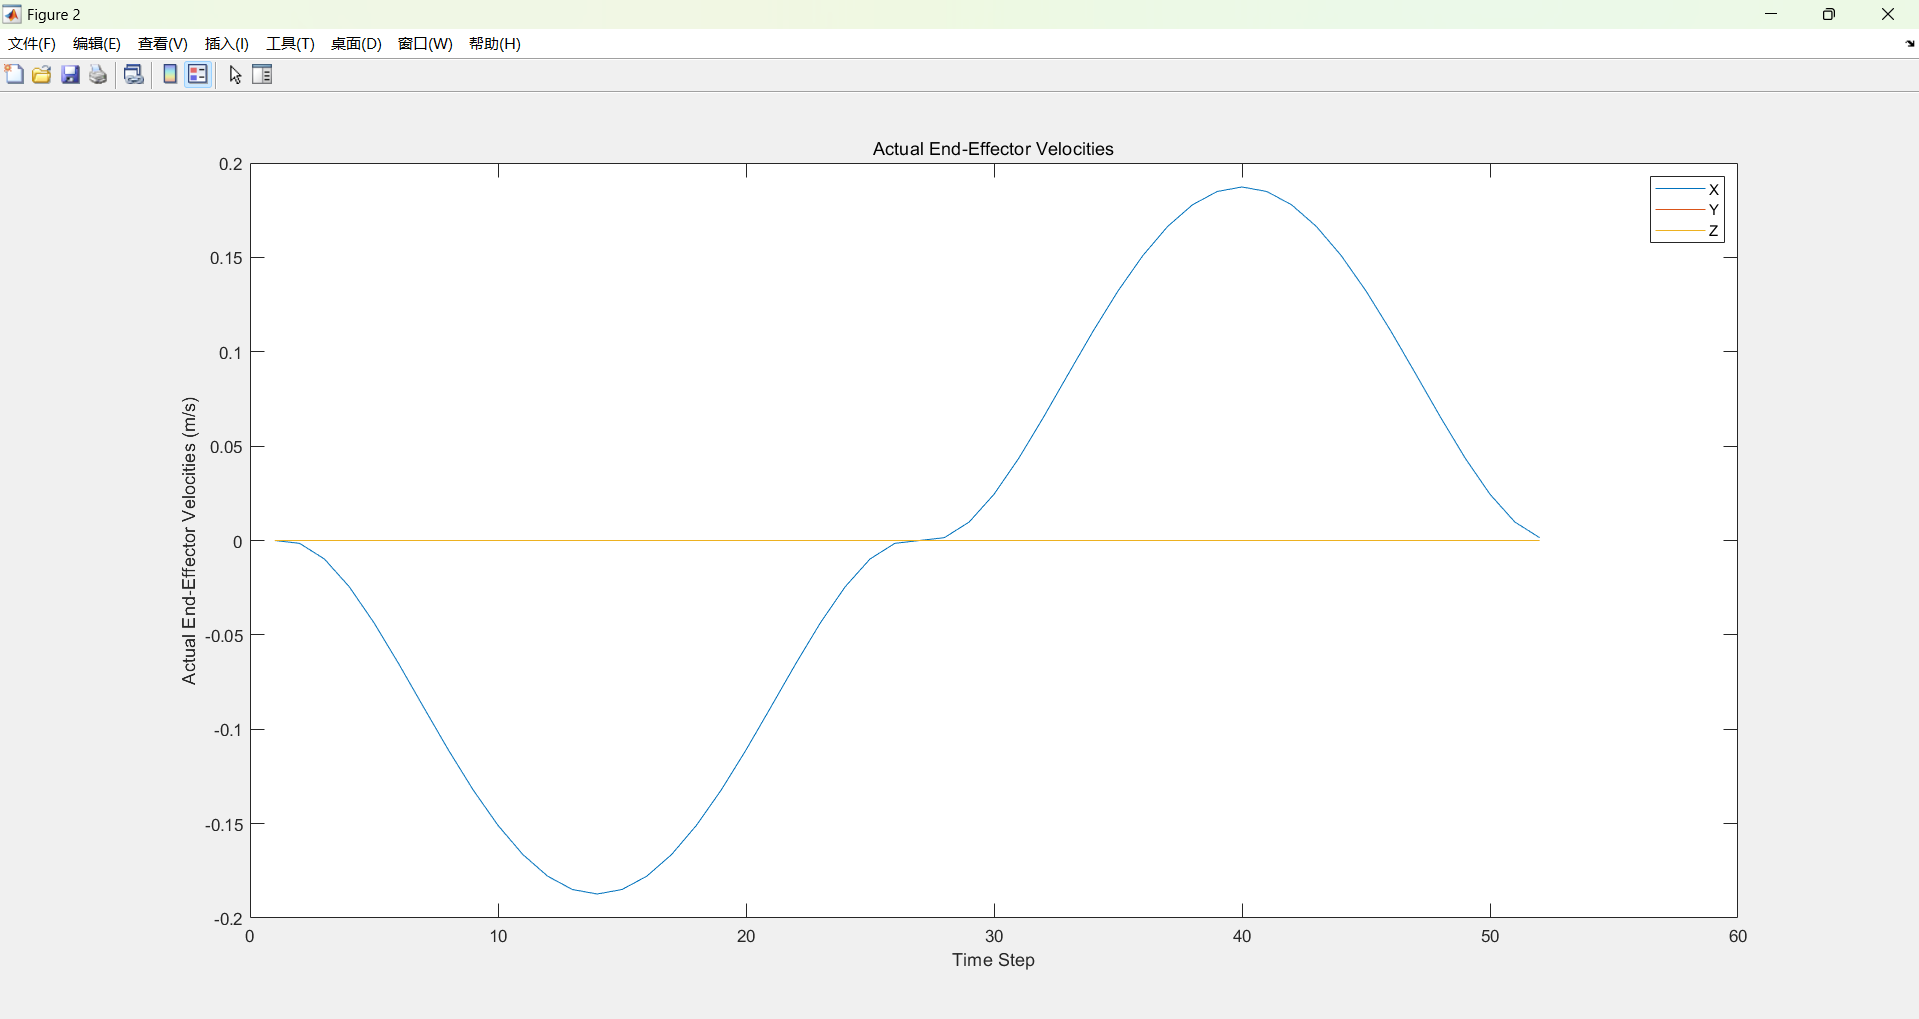 Figure 2
文件(F) 编辑(E) 查看(V) 插入(I) 工具(T) 桌面(D) 窗口(W) 帮助(H)
Actual End-Effector Velocities
X
Y
Z
0.2
0.15
0.1
0.05
0
-0.05
-0.1
-0.15
-0.2
Actual End-Effector Velocities (m/s)
0 10 20 30 40 50 60
Time Step